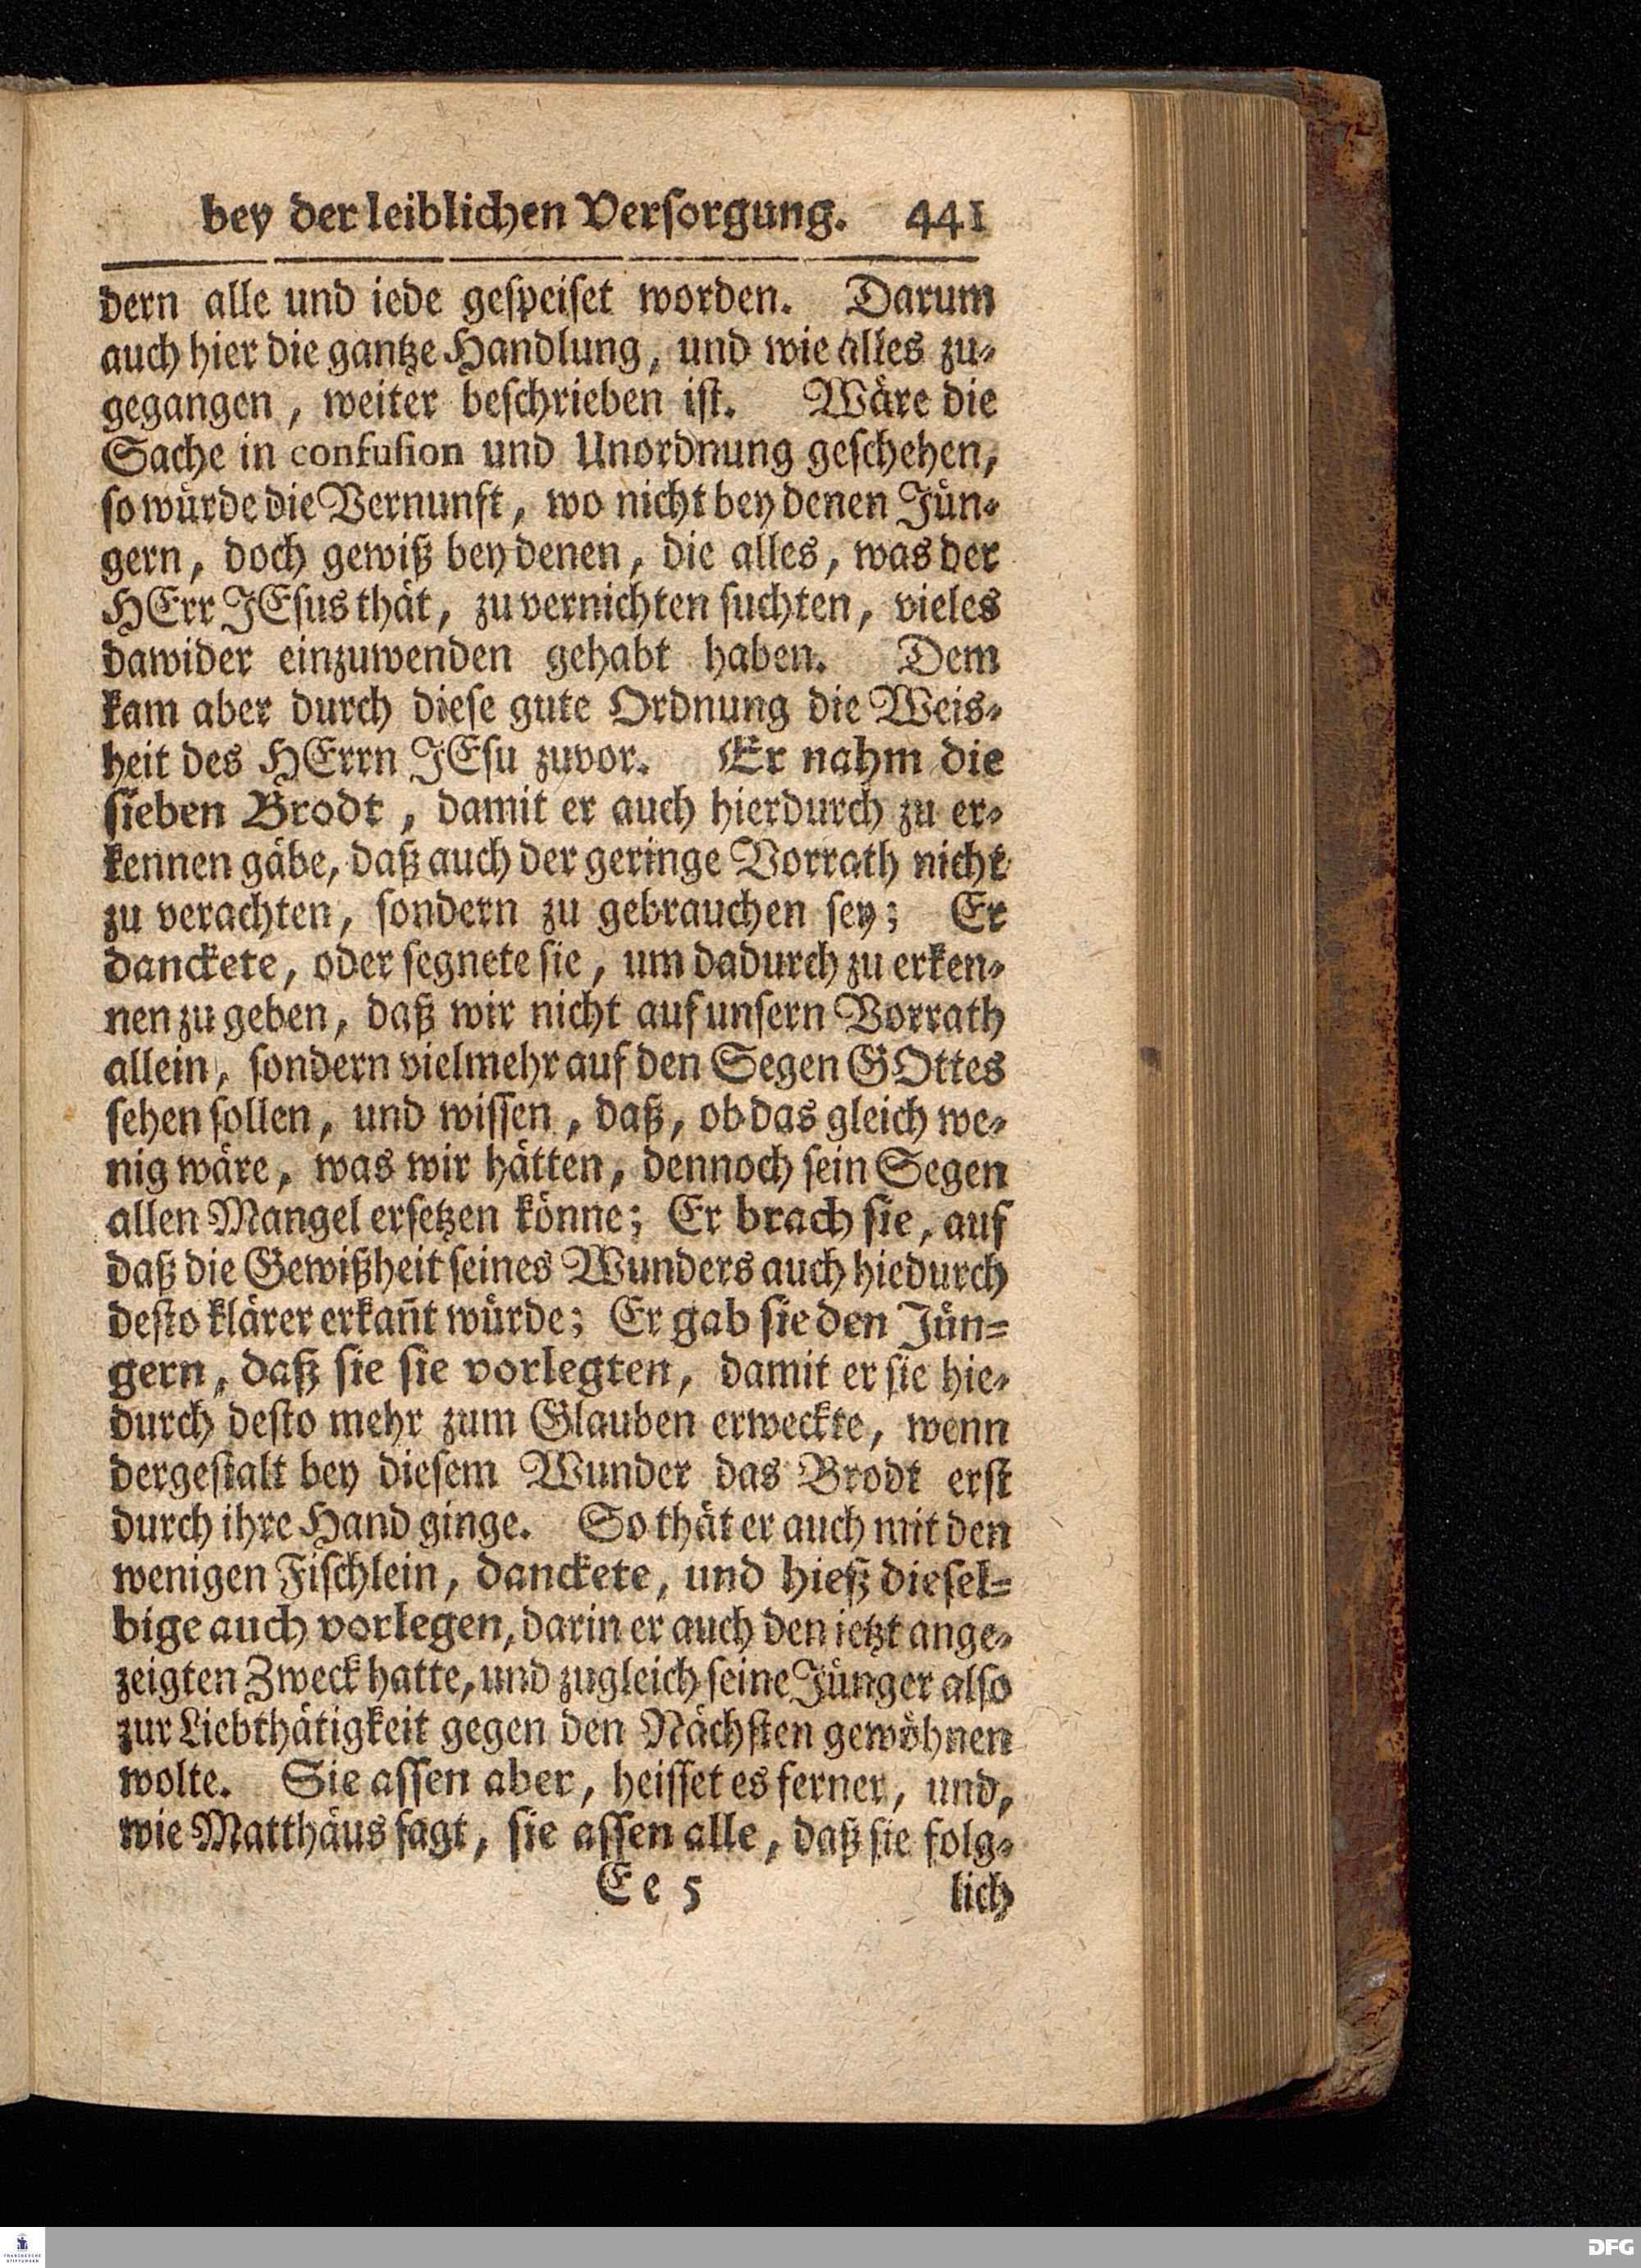 bey der leiblichen Versorgung. 441
dern alle und iede gespeiset worden. Darum
auch hier die gantze Handlung, und wie alles zu-
gegangen, weiter beschrieben ist. Wäre die
Sache in confusion und Unordnung geschehen,
so würde die Vernunft, wo nicht bey denen Jün-
gern, doch gewiß bey denen, die alles, was der
HErr JEsus thät, zu vernichten suchten, vieles
dawider einzuwenden gehabt haben. Dem
kam aber durch diese gute Ordnung die Weis-
heit des HErrn JEsu zuvor. Er nahm die
sieben Brodt, damit er auch hierdurch zu er-
kennen gäbe, daß auch der geringe Vorrath nicht
zu verachten, sondern zu gebrauchen sey; Er
danckete, oder segnete sie, um dadurch zu erken-
nen zu geben, daß wir nicht auf unsern Vorrath
allein, sondern vielmehr auf den Segen GOttes
sehen sollen, und wissen, daß, ob das gleich we-
nig wäre, was wir hätten, dennoch sein Segen
allen Mangel ersetzen könne; Er brach sie, auf
daß die Gewißheit seines Wunders auch hiedurch
desto klärer erkañt würde; Er gab sie den Jün-
gern, daß sie sie vorlegten, damit er sie hie-
durch desto mehr zum Glauben erweckte, wenn
dergestalt bey diesem Wunder das Brodt erst
durch ihre Hand ginge. So thät er auch mit den
wenigen Fischlein, danckete, und hieß diesel-
bige auch vorlegen, darin er auch den ietzt ange-
zeigten Zweck hatte, und zugleich seine Jünger also
zur Liebthätigkeit gegen den Nächsten gewöhnen
wolte. Sie assen aber, heisset es ferner, und,
wie Matthäus sagt, sie assen alle, daß sie folg-
Ee 5 lich
FRANCKESCHE
STIFTUNGEN
DFG